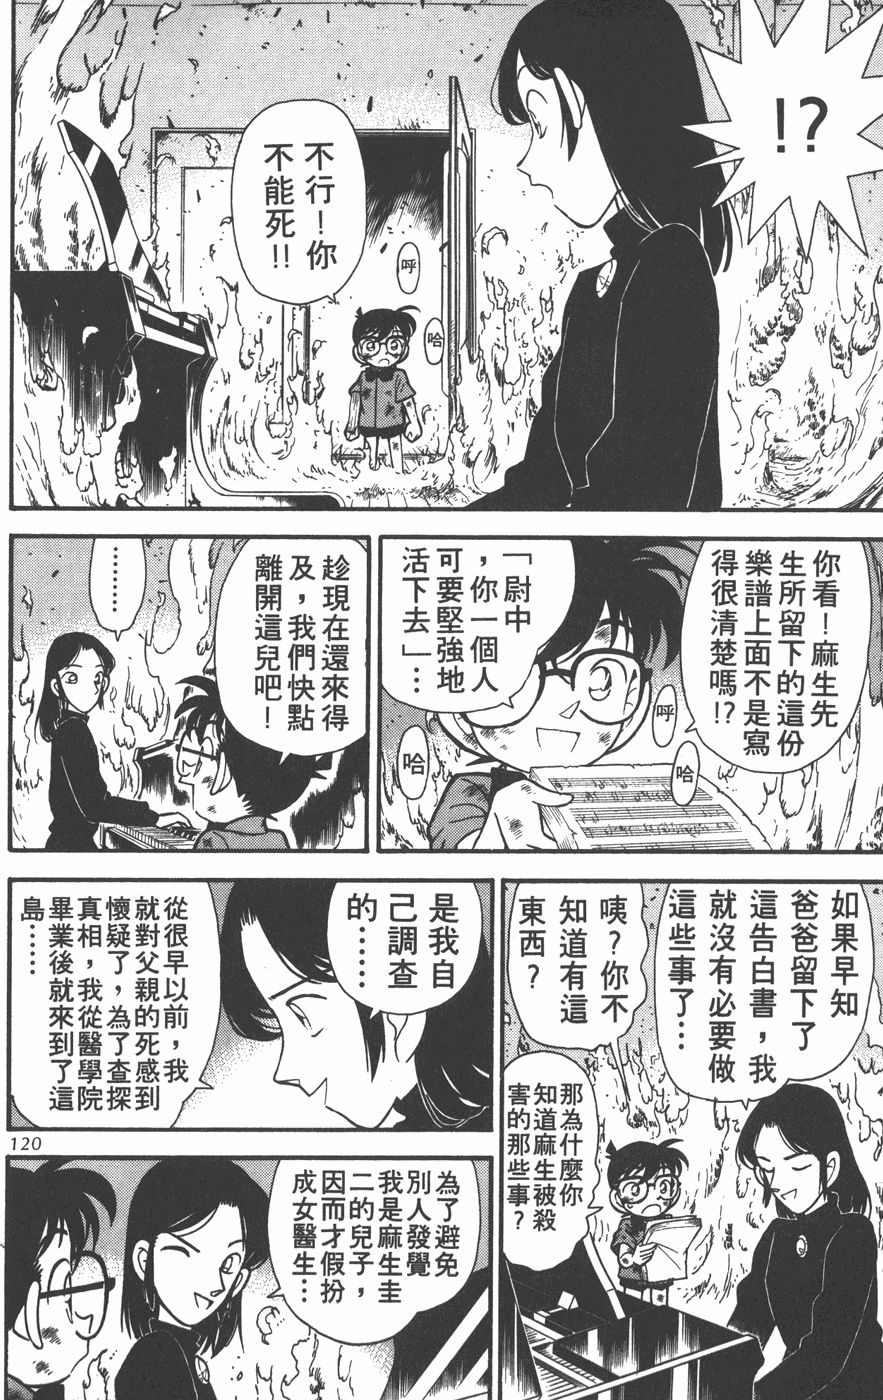 !?
不行！你
不能死!!
呼
哈
你看！麻生先
生所留下的這份
樂譜上面不是寫
得很清楚嗎!?
「尉中
，你一個人
可要堅強地
活下去」…
呼
哈
哈
趁現在還來得
及，我們快點
離開這兒吧！
………
如果早知
爸爸留下了
這告白書，我
就沒有必要做
這些事了…
咦？你不
知道有這
東西？
那為什麼你
知道麻生被殺
害的那些事？
是我自
己調查
的……
從很早以前，我
就對父親的死感到
懷疑了，為了查探
真相，我從醫學院
畢業後就來到了這
島……
120
為了避免
別人發覺
我是麻生圭
二的兒子，
因而才假扮
成女醫生…